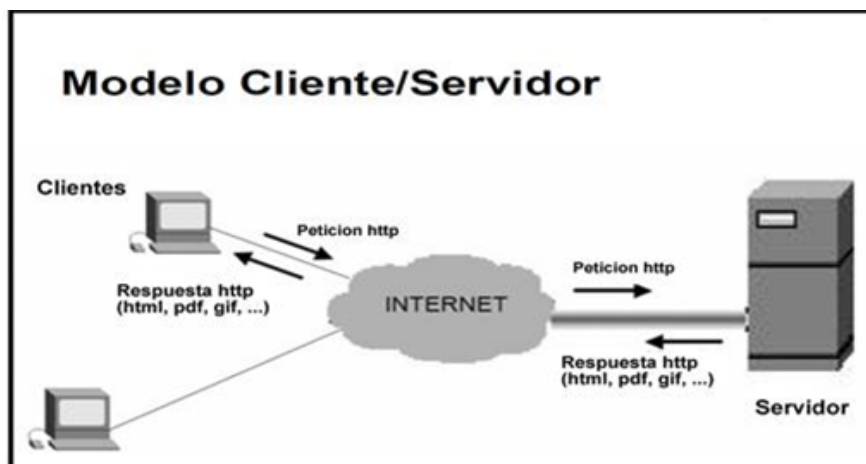 Modelo Cliente/Servidor
Clientes
Peticion http
Respuesta http
(html, pdf, gif, ...)
INTERNET
Peticion http
Respuesta http
(html, pdf, gif, ...)
Servidor